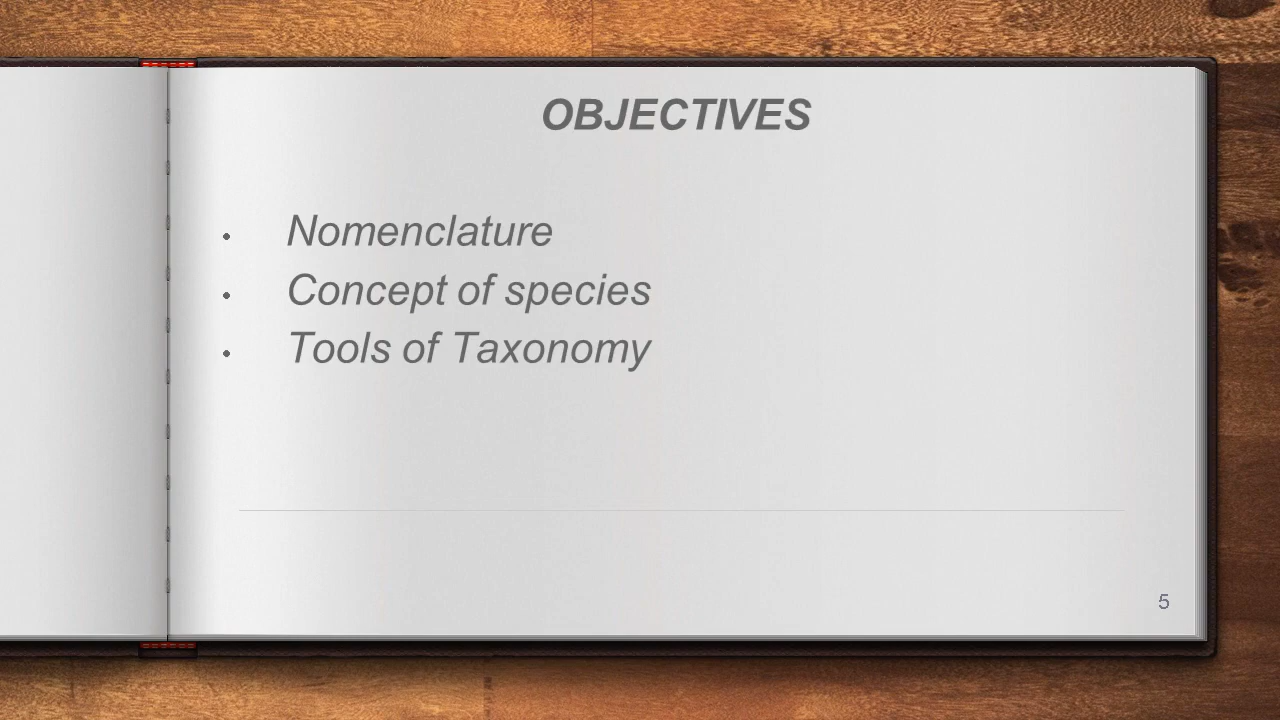 OBJECTIVES
• Nomenclature
• Concept of species
• Tools of Taxonomy
5